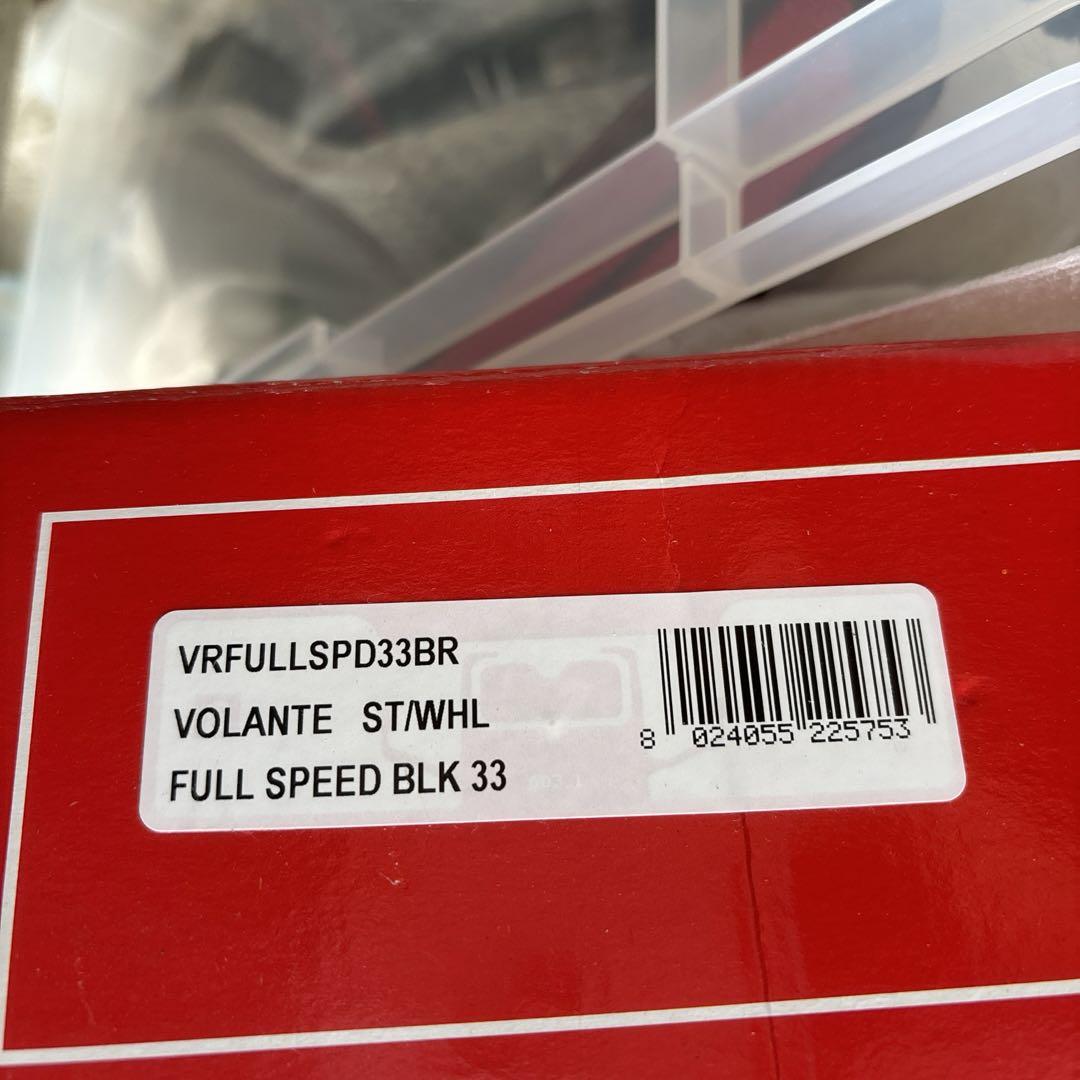 VRFULLSPD33BR
VOLANTE ST/WHL
FULL SPEED BLK 33
8 024055 225753